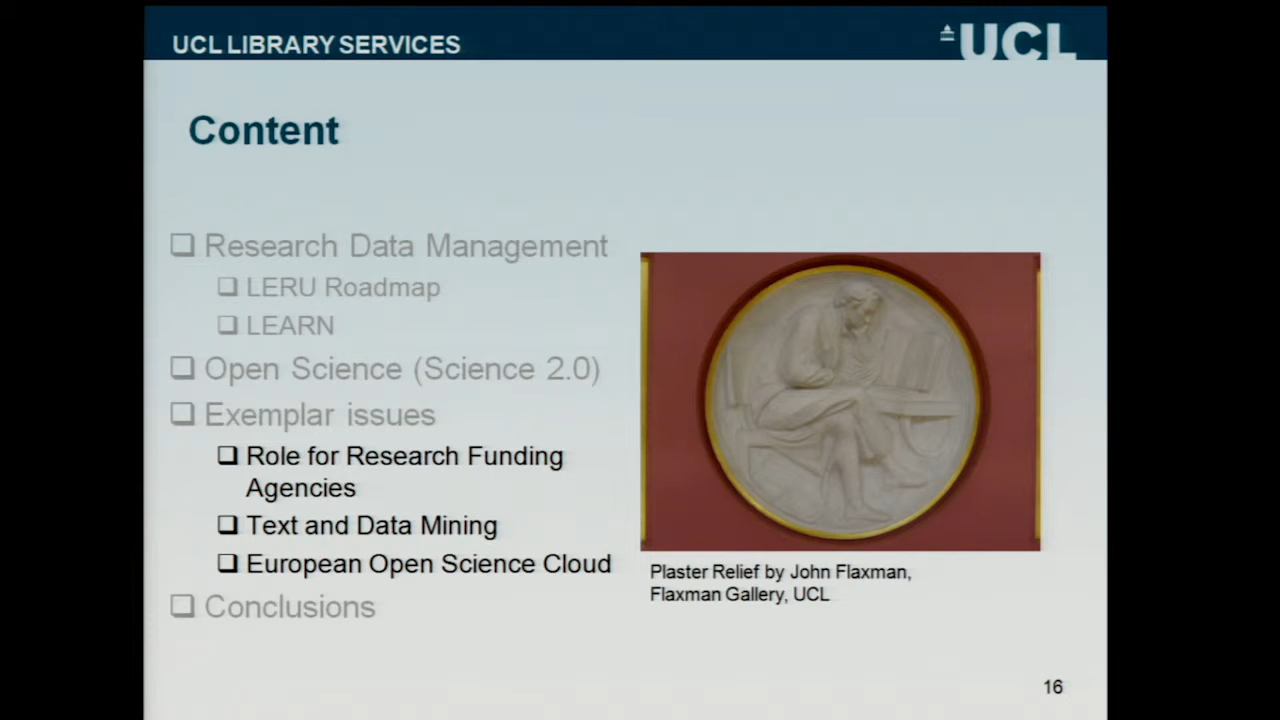 UCL LIBRARY SERVICES
UCL
Content
Research Data Management
LERU Roadmap
LEARN
Open Science (Science 2.0)
Exemplar issues
Role for Research Funding
Agencies
Text and Data Mining
European Open Science Cloud
Conclusions
Plaster Relief by John Flaxman,
Flaxman Gallery, UCL
16